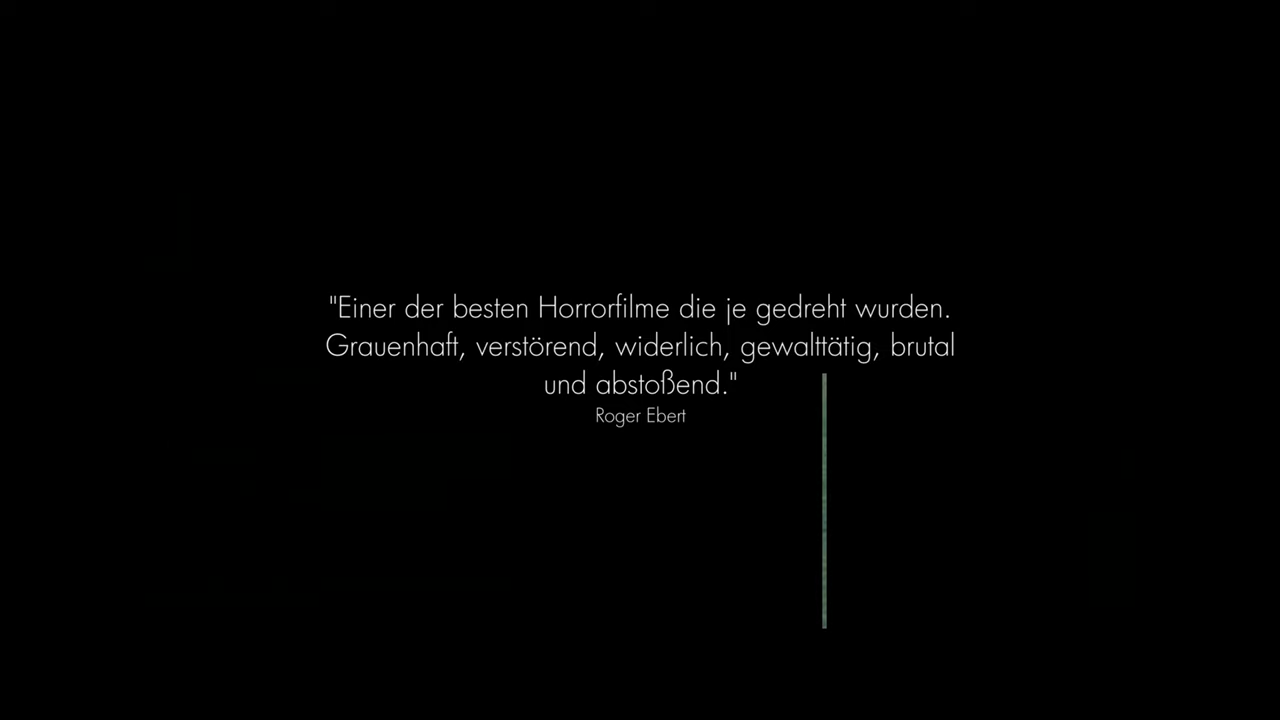 "Einer der besten Horrorfilme die je gedreht wurden.
Grauenhaft, verstörend, widerlich, gewalttätig, brutal
und abstoßend."
Roger Ebert